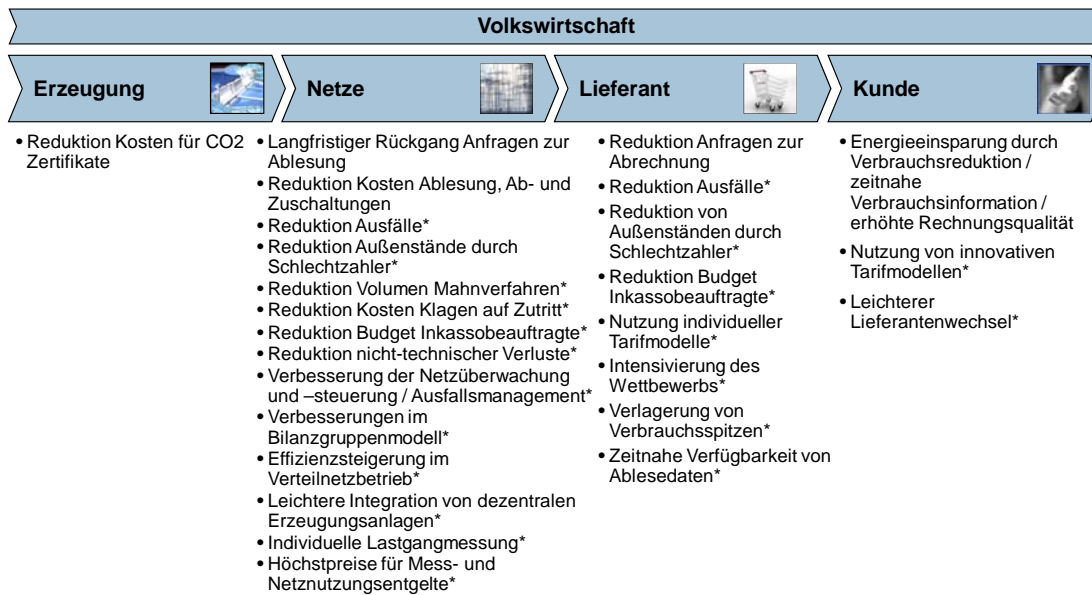 Volkswirtschaft
Erzeugung
Netze
Lieferant
Kunde
• Reduktion Kosten für CO2
Zertifikate
• Langfristiger Rückgang Anfragen zur
Ablesung
• Reduktion Kosten Ablesung, Ab- und
Zuschaltungen
• Reduktion Ausfälle*
• Reduktion Außenstände durch
Schlechtzahler*
• Reduktion Volumen Mahnverfahren*
• Reduktion Kosten Klagen auf Zutritt*
• Reduktion Budget Inkassobeauftragte*
• Reduktion nicht-technischer Verluste*
• Verbesserung der Netzüberwachung
und –steuerung / Ausfallsmanagement*
• Verbesserungen im
Bilanzgruppenmodell*
• Effizienzsteigerung im
Verteilnetzbetrieb*
• Leichtere Integration von dezentralen
Erzeugungsanlagen*
• Individuelle Lastgangmessung*
• Höchstpreise für Mess- und
Netznutzungsentgelte*
• Reduktion Anfragen zur
Abrechnung
• Reduktion Ausfälle*
• Reduktion von
Außenständen durch
Schlechtzahler*
• Reduktion Budget
Inkassobeauftragte*
• Nutzung individueller
Tarifmodelle*
• Intensivierung des
Wettbewerbs*
• Verlagerung von
Verbrauchsspitzen*
• Zeitnahe Verfügbarkeit von
Ablesedaten*
• Energieeinsparung durch
Verbrauchsreduktion /
zeitnahe
Verbrauchsinformation /
erhöhte Rechnungsqualität
• Nutzung von innovativen
Tarifmodellen*
• Leichterer
Lieferantenwechsel*